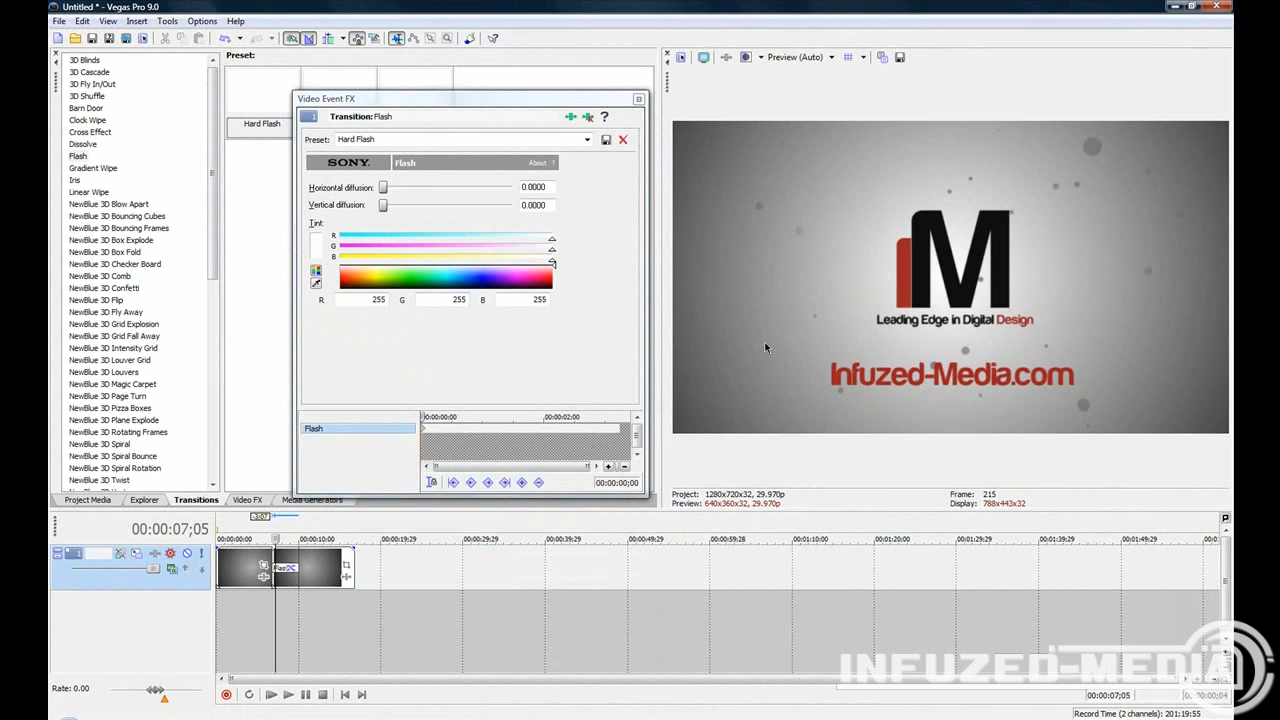 Untitled * - Vegas Pro 9.0
File Edit View Insert Tools Options Help
3D Blinds
3D Cascade
3D Fly In/Out
3D Shuffle
Barn Door
Clock Wipe
Cross Effect
Dissolve
Flash
Gradient Wipe
Iris
Linear Wipe
NewBlue 3D Blow Apart
NewBlue 3D Bouncing Cubes
NewBlue 3D Bouncing Frames
NewBlue 3D Box Explode
NewBlue 3D Box Fold
NewBlue 3D Checker Board
NewBlue 3D Comb
NewBlue 3D Confetti
NewBlue 3D Flip
NewBlue 3D Fly Away
NewBlue 3D Grid Explosion
NewBlue 3D Grid Fall Away
NewBlue 3D Intensity Grid
NewBlue 3D Louver Grid
NewBlue 3D Louvers
NewBlue 3D Magic Carpet
NewBlue 3D Page Turn
NewBlue 3D Pizza Boxes
NewBlue 3D Plane Explode
NewBlue 3D Rotating Frames
NewBlue 3D Spiral
NewBlue 3D Spiral Bounce
NewBlue 3D Spiral Rotation
NewBlue 3D Twist
Project Media Explorer Transitions Video FX Media Generators
Preset:
Hard Flash
Video Event FX
Transition: Flash
Preset: Hard Flash
SONY Flash About ?
Horizontal diffusion: 0.0000
Vertical diffusion: 0.0000
Tint:
R
G
B
R 255 G 255 B 255
00:00:00;00 00:00:02;00
Flash
00:00:00;00
Preview (Auto)
iM
Leading Edge in Digital Design
Infuzed-Media.com
Project: 1280x720x32, 29.970p Frame: 215
Preview: 640x360x32, 29.970p Display: 788x443x32
00:00:07;05
-3;07
00:00:00;00 00:00:10;00 00:00:19;29 00:00:29;29 00:00:39;29 00:00:49;29 00:00:59;28 00:01:10;00 00:01:20;00 00:01:29;29 00:01:39;29 00:01:49;29 00:0
1
Flas
INFUZED-MEDIA
Rate: 0.00
00:00:07;05 00:00:00;04
Record Time (2 channels): 201:19:55